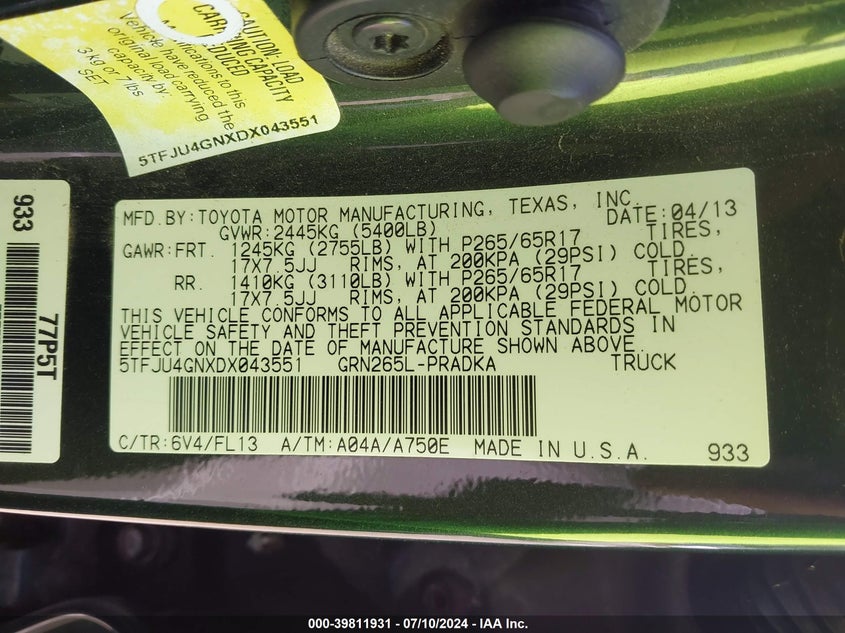 CAUTION: LOAD
CARRYING CAPACITY
REDUCED
Modifications to this
Vehicle have reduced the
original load carrying
capacity by:
3 kg or 7lbs
SET
5TFJU4GNXDX043551
933
77P5T
MFD.BY:TOYOTA MOTOR MANUFACTURING, TEXAS, INC.
DATE:04/13
GVWR:2445KG (5400LB)
GAWR:FRT. 1245KG (2755LB) WITH P265/65R17 TIRES,
17X7.5JJ RIMS, AT 200KPA (29PSI) COLD.
RR. 1410KG (3110LB) WITH P265/65R17 TIRES,
17X7.5JJ RIMS, AT 200KPA (29PSI) COLD.
THIS VEHICLE CONFORMS TO ALL APPLICABLE FEDERAL MOTOR
VEHICLE SAFETY AND THEFT PREVENTION STANDARDS IN
EFFECT ON THE DATE OF MANUFACTURE SHOWN ABOVE.
5TFJU4GNXDX043551 GRN265L-PRADKA TRUCK
C/TR:6V4/FL13 A/TM:A04A/A750E MADE IN U.S.A. 933
000-39811931 - 07/10/2024 - IAA Inc.